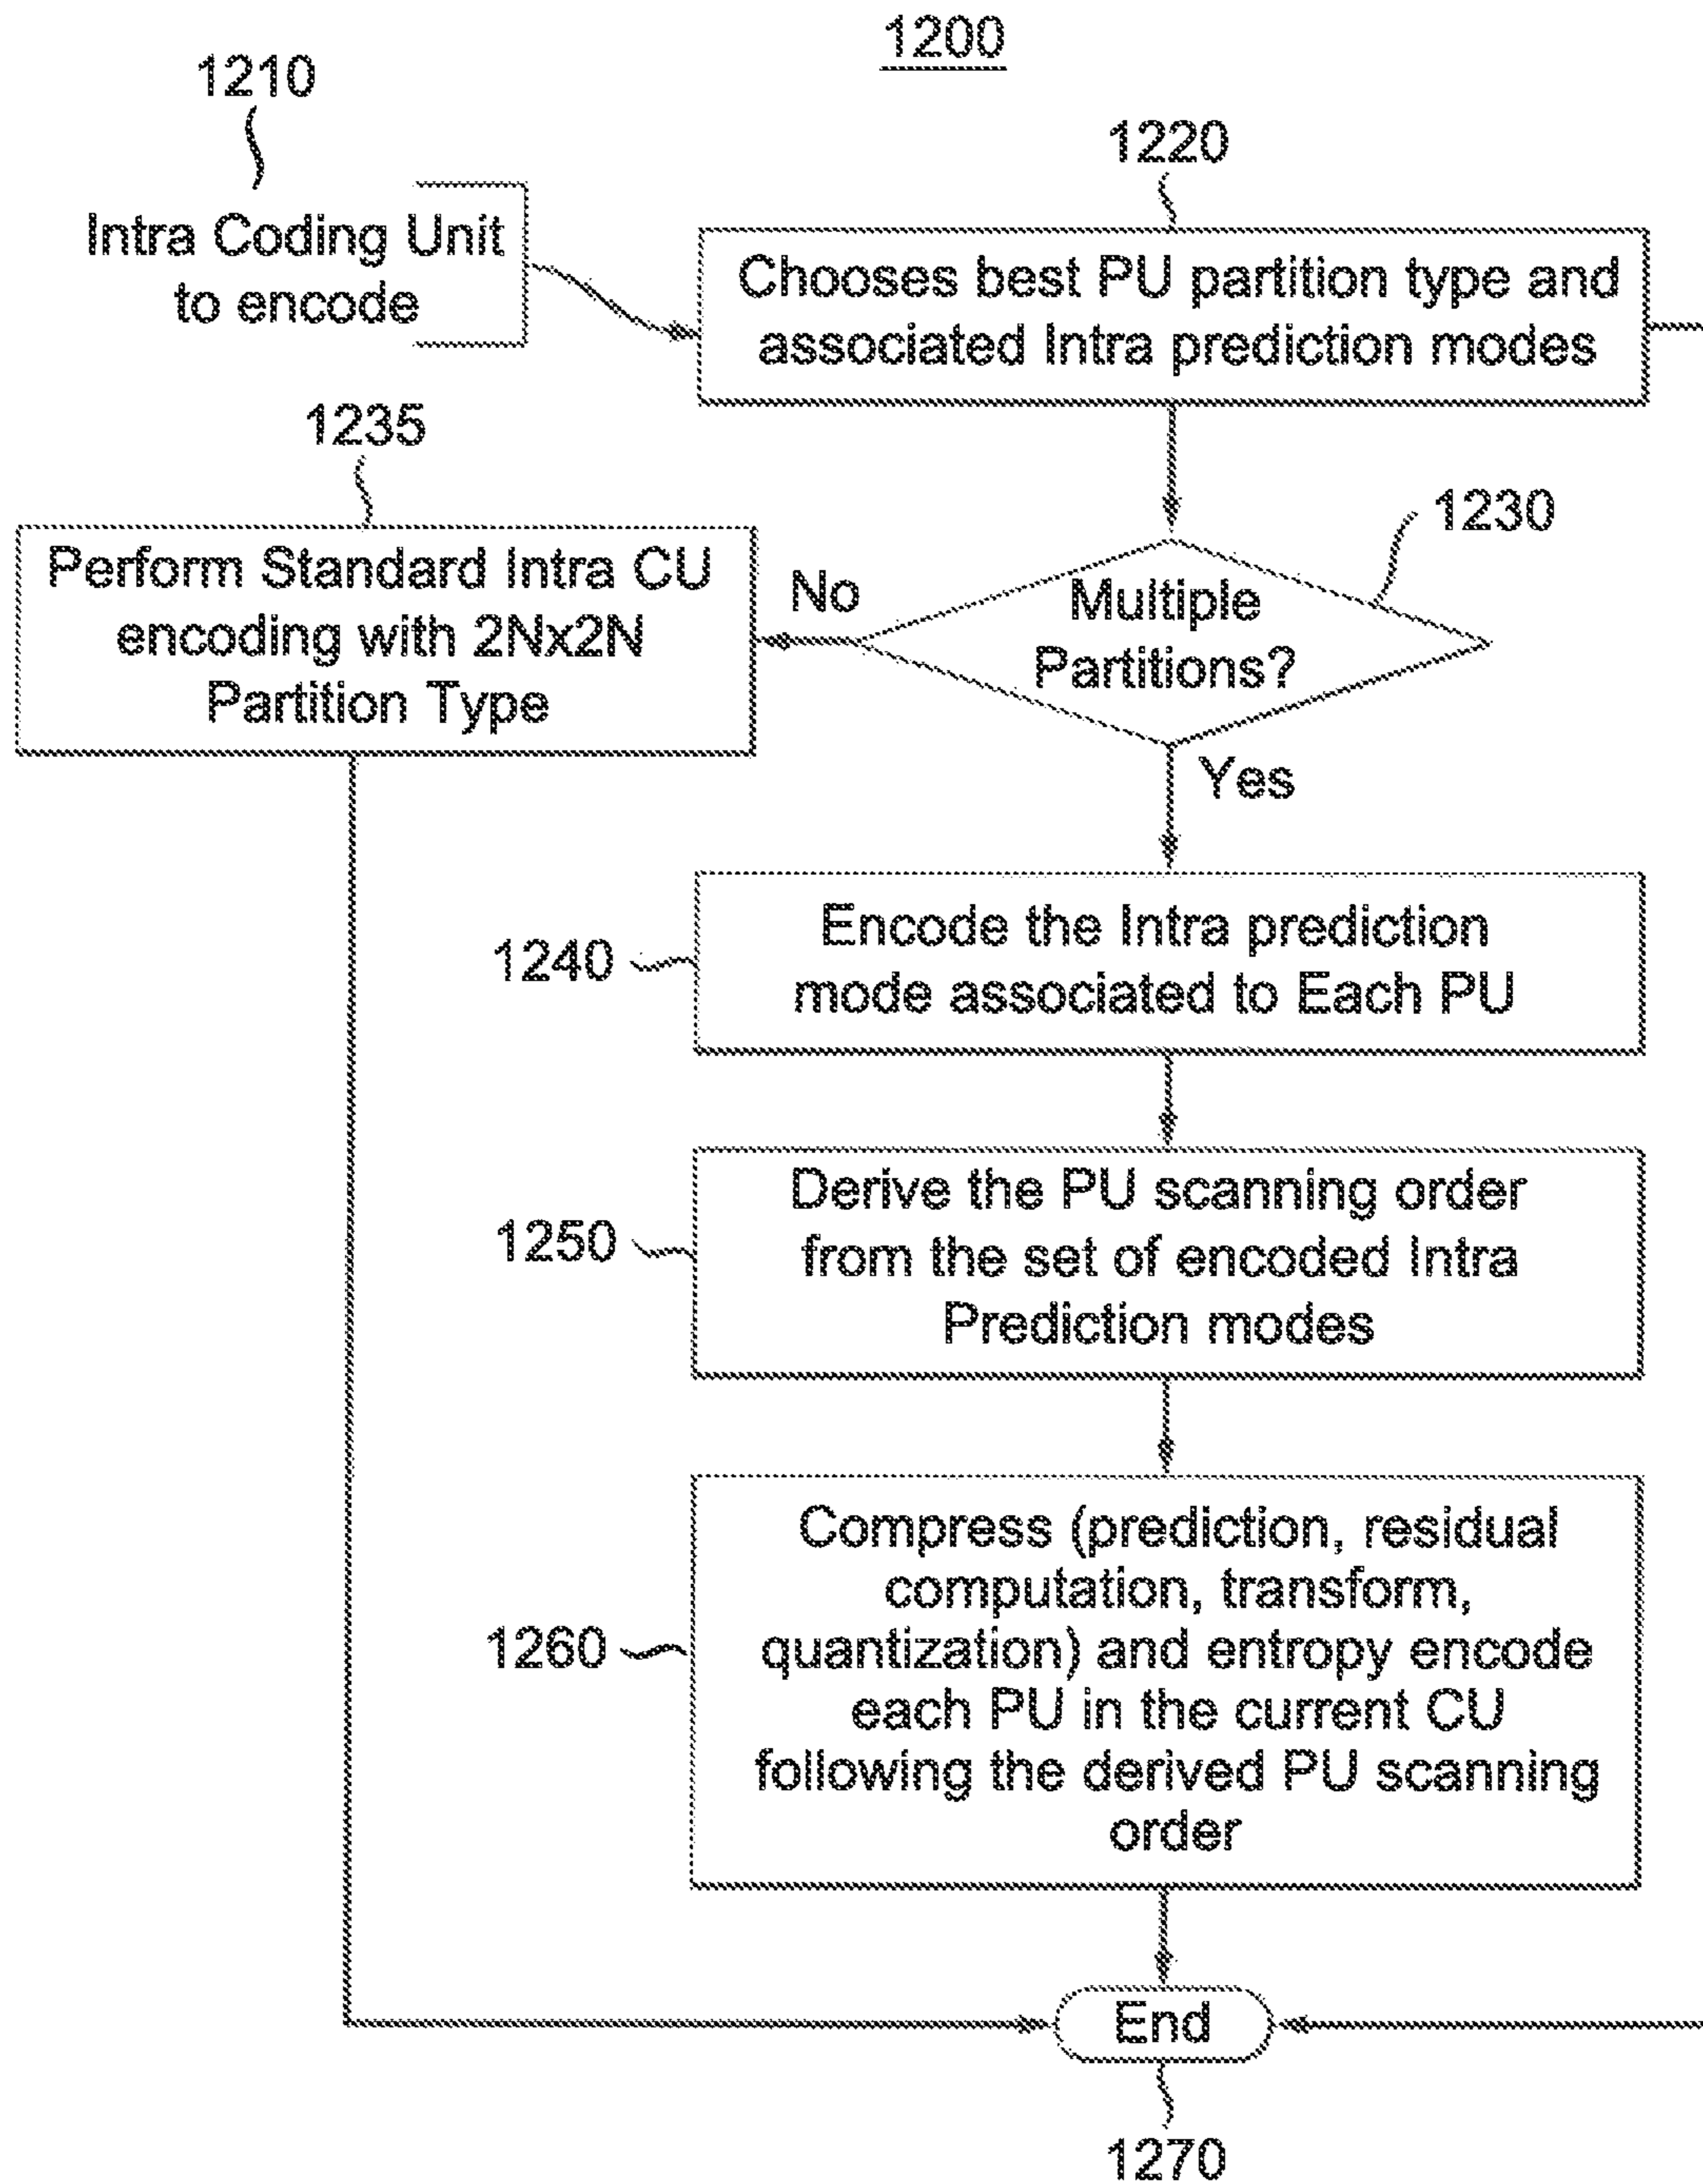 1200
1210
Intra Coding Unit
to encode
1220
Chooses best PU partition type and
associated Intra prediction modes
1235
Perform Standard Intra CU
encoding with 2Nx2N
Partition Type
No
1230
Multiple
Partitions?
Yes
1240
Encode the Intra prediction
mode associated to Each PU
1250
Derive the PU scanning order
from the set of encoded Intra
Prediction modes
1260
Compress (prediction, residual
computation, transform,
quantization) and entropy encode
each PU in the current CU
following the derived PU scanning
order
End
1270